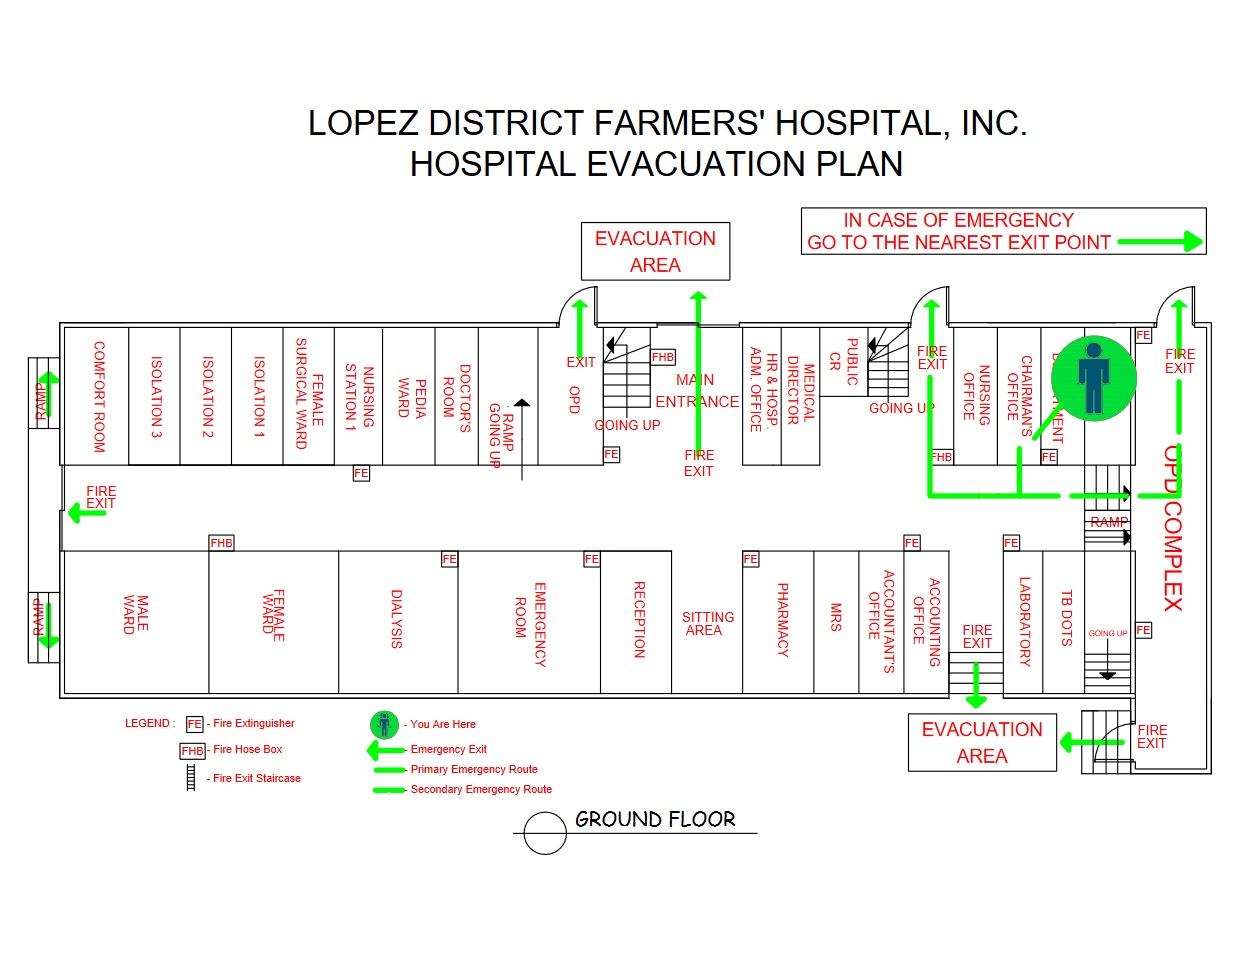 LOPEZ DISTRICT FARMERS' HOSPITAL, INC.
HOSPITAL EVACUATION PLAN
IN CASE OF EMERGENCY
GO TO THE NEAREST EXIT POINT
EVACUATION
AREA
RAMP
COMFORT ROOM
ISOLATION 3
ISOLATION 2
ISOLATION 1
FEMALE
SURGICAL WARD
NURSING
STATION 1
PEDIA
WARD
DOCTOR'S
ROOM
RAMP
GOING UP
EXIT
OPD
FHB
GOING UP
MAIN
ENTRANCE
HR & HOSP.
ADM. OFFICE
MEDICAL
DIRECTOR
PUBLIC
CR
GOING UP
FIRE
EXIT
NURSING
OFFICE
CHAIRMAN'S
OFFICE
FE
FIRE
EXIT
FE
FE
FIRE
EXIT
FHB
FE
OPD COMPLEX
FIRE
EXIT
RAMP
FHB
FE
FE
FE
FE
FE
RAMP
MALE
WARD
FEMALE
WARD
DIALYSIS
EMERGENCY
ROOM
RECEPTION
SITTING
AREA
PHARMACY
MRS
ACCOUNTANT'S
OFFICE
ACCOUNTING
OFFICE
FIRE
EXIT
LABORATORY
TB DOTS
GOING UP
FE
EVACUATION
AREA
FIRE
EXIT
LEGEND :
FE - Fire Extinguisher
FHB - Fire Hose Box
- Fire Exit Staircase
- You Are Here
- Emergency Exit
- Primary Emergency Route
- Secondary Emergency Route
GROUND FLOOR